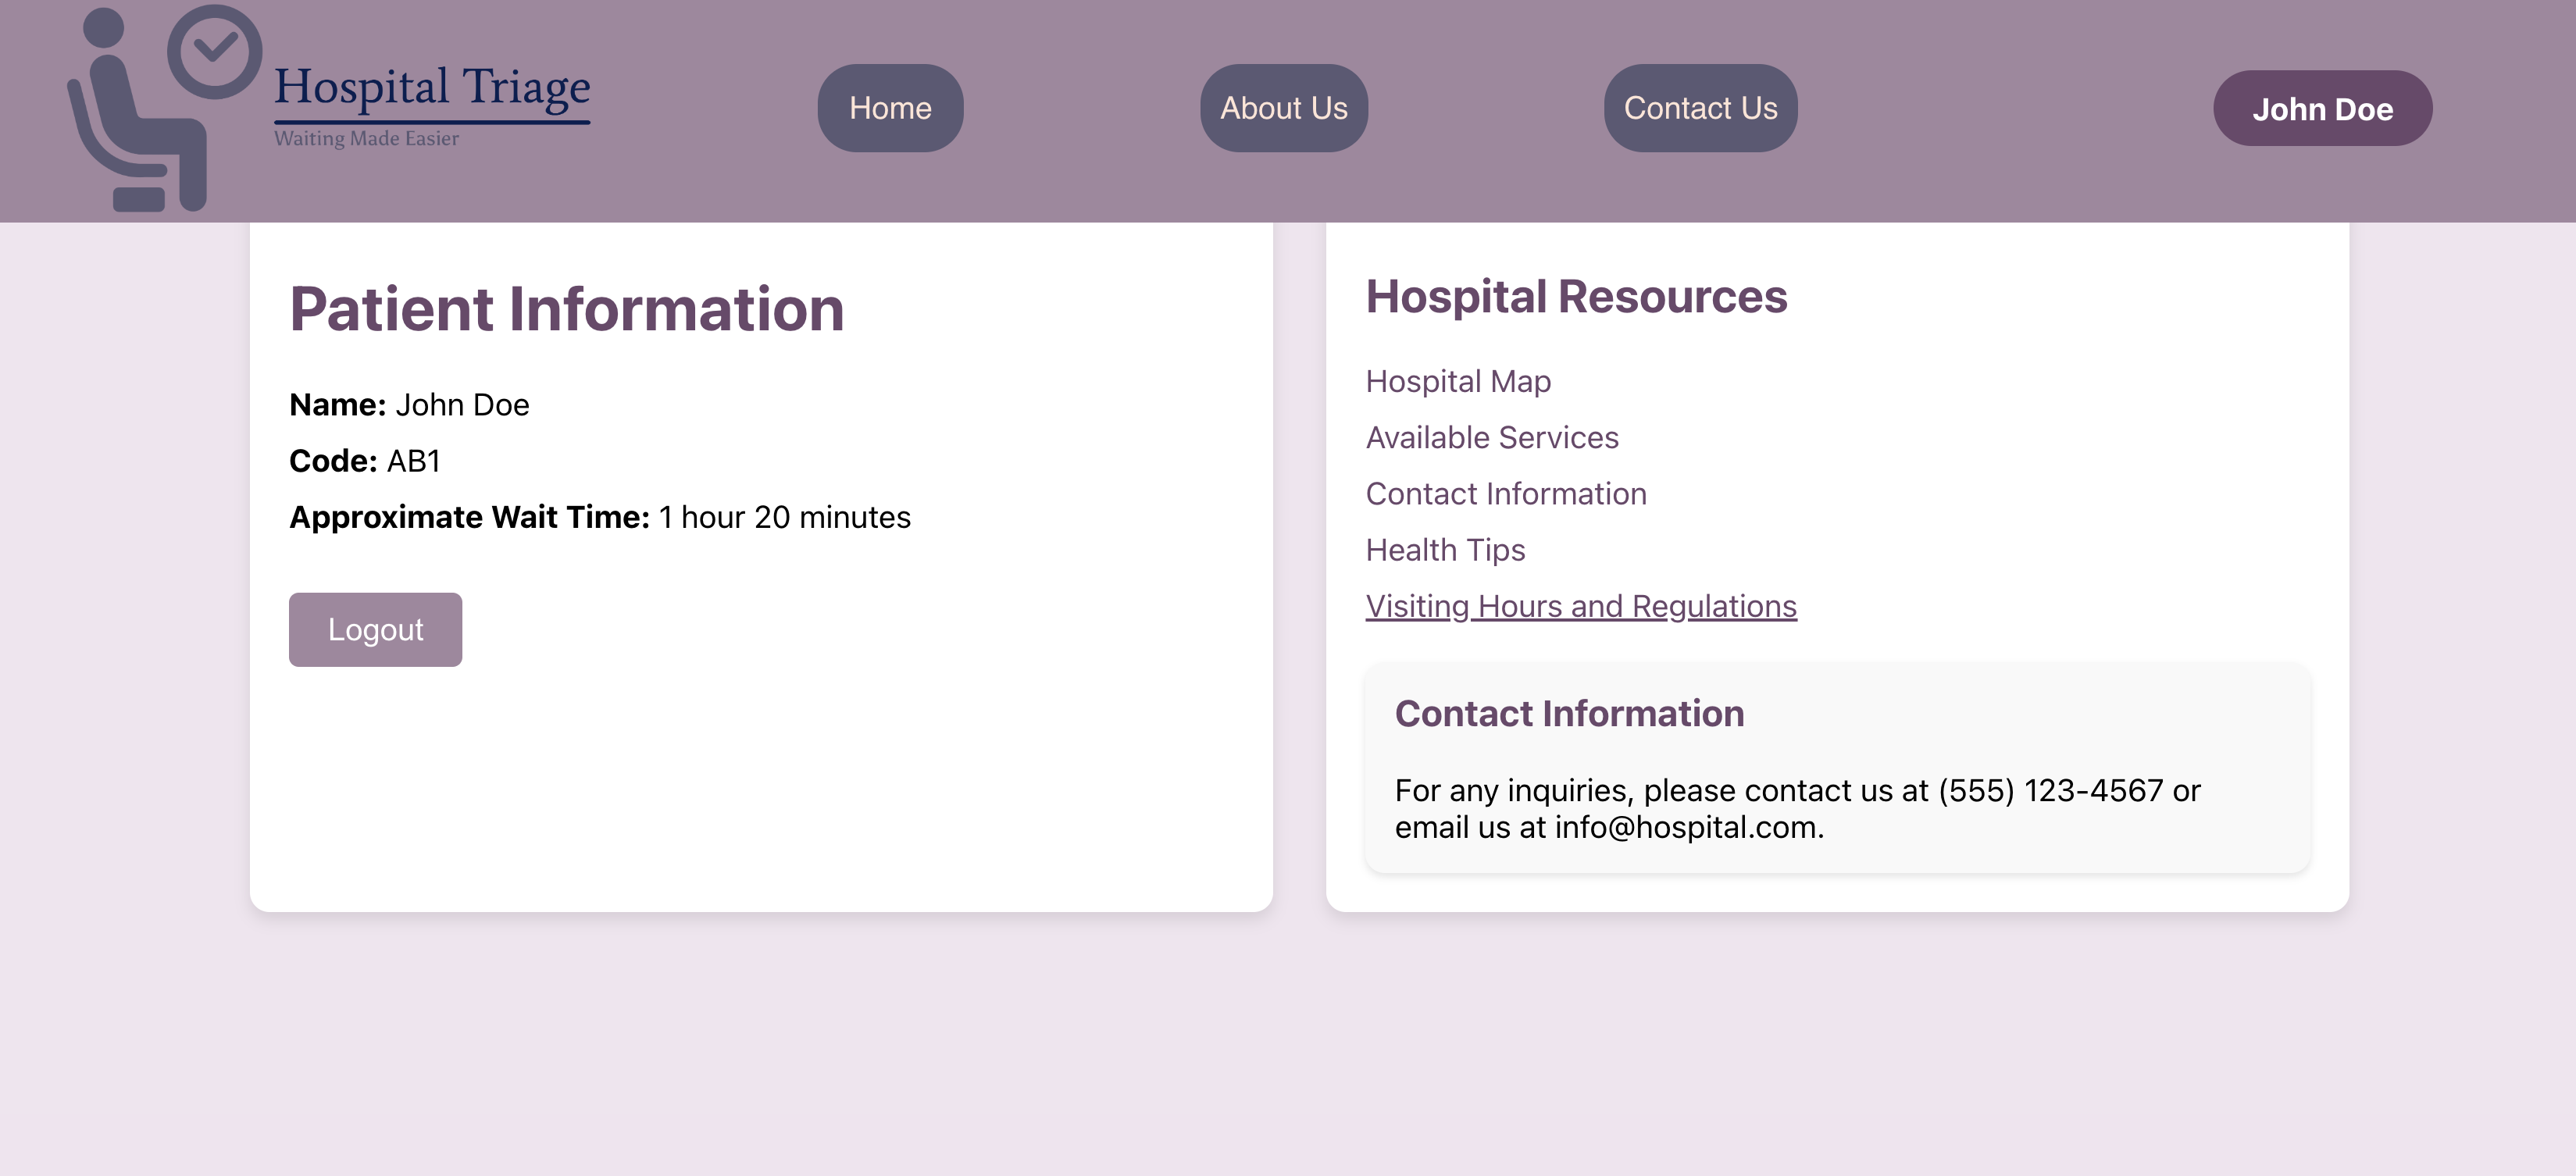 Hospital Triage
Waiting Made Easier
Home
About Us
Contact Us
John Doe
Patient Information
Name: John Doe
Code: AB1
Approximate Wait Time: 1 hour 20 minutes
Logout
Hospital Resources
Hospital Map
Available Services
Contact Information
Health Tips
Visiting Hours and Regulations
Contact Information
For any inquiries, please contact us at (555) 123-4567 or
email us at info@hospital.com.